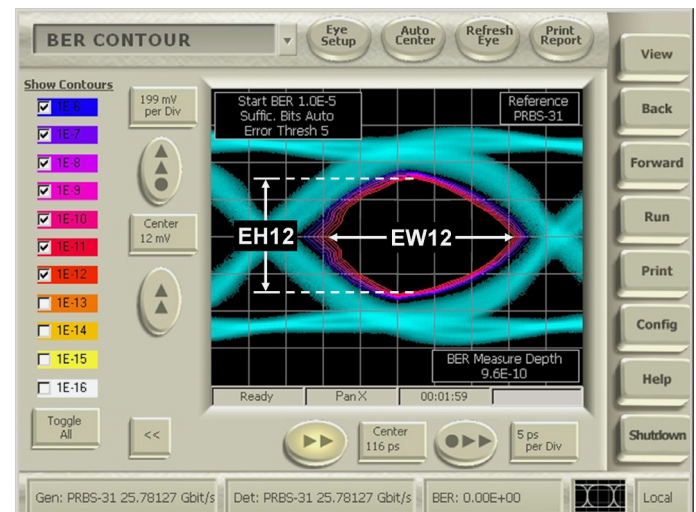 BER CONTOUR
Eye Setup
Auto Center
Refresh Eye
Print Report
View
Back
Forward
Run
Print
Config
Help
Shutdown
Show Contours
1E-6
1E-7
1E-8
1E-9
1E-10
1E-11
1E-12
1E-13
1E-14
1E-15
1E-16
Toggle All
199 mV per Div
Center 12 mV
<<
Start BER 1.0E-5
Suffic. Bits Auto
Error Thresh 5
Reference
PRBS-31
EH12
EW12
BER Measure Depth
9.6E-10
Ready
Pan X
00:01:59
Center 116 ps
5 ps per Div
Gen: PRBS-31 25.78127 Gbit/s
Det: PRBS-31 25.78127 Gbit/s
BER: 0.00E+00
Local